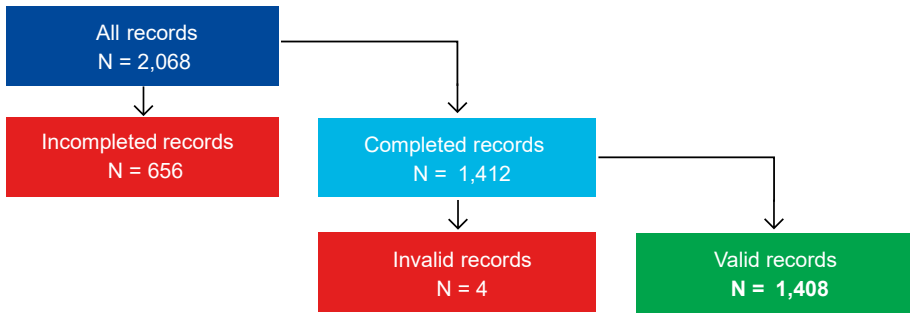 All records
N = 2,068
Incompleted records
N = 656
Completed records
N = 1,412
Invalid records
N = 4
Valid records
N = 1,408